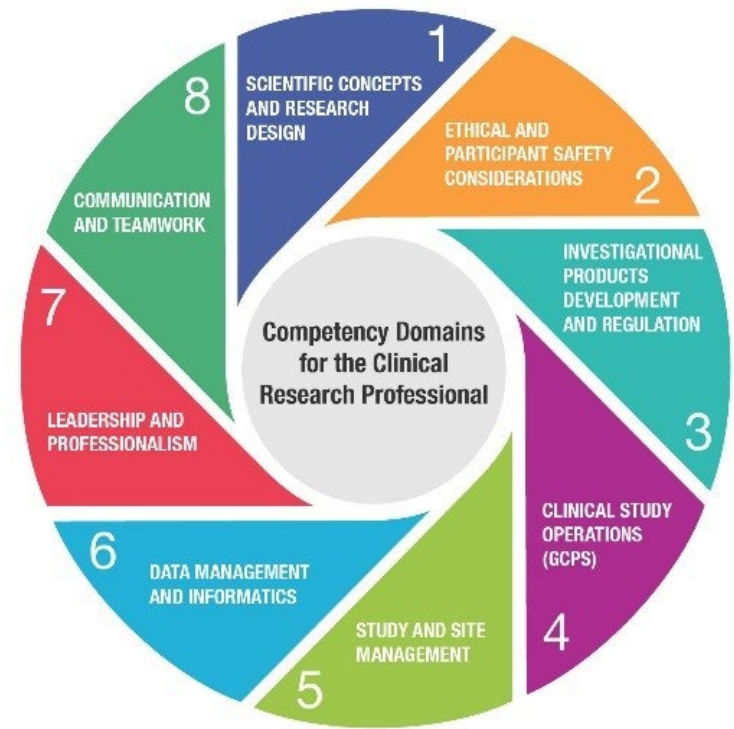 1
SCIENTIFIC CONCEPTS
AND RESEARCH
DESIGN
ETHICAL AND
PARTICIPANT SAFETY
CONSIDERATIONS
2
INVESTIGATIONAL
PRODUCTS
DEVELOPMENT
AND REGULATION
3
CLINICAL STUDY
OPERATIONS
(GCPS)
4
STUDY AND SITE
MANAGEMENT
5
6
DATA MANAGEMENT
AND INFORMATICS
7
LEADERSHIP AND
PROFESSIONALISM
8
COMMUNICATION
AND TEAMWORK
Competency Domains
for the Clinical
Research Professional